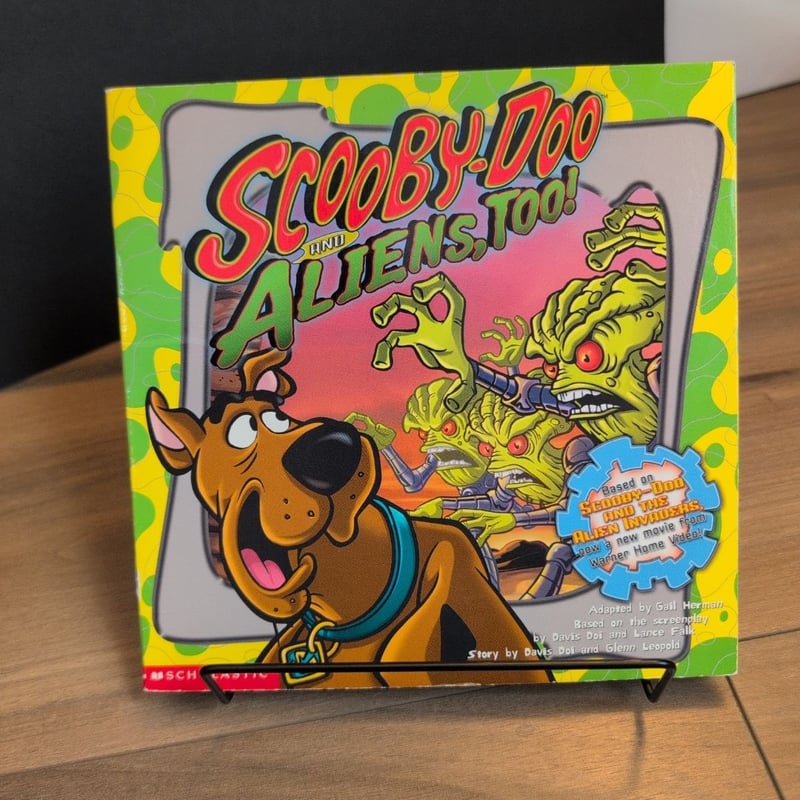 SCOOBY-DOO™
AND
ALIENS, TOO!
Based on
SCOOBY-DOO
AND THE
ALIEN INVADERS,
now a new movie from
Warner Home Video!
Adapted by Gail Herman
Based on the screenplay
by Davis Doi and Lance Falk
Story by Davis Doi and Glenn Leopold
SCHOLASTIC